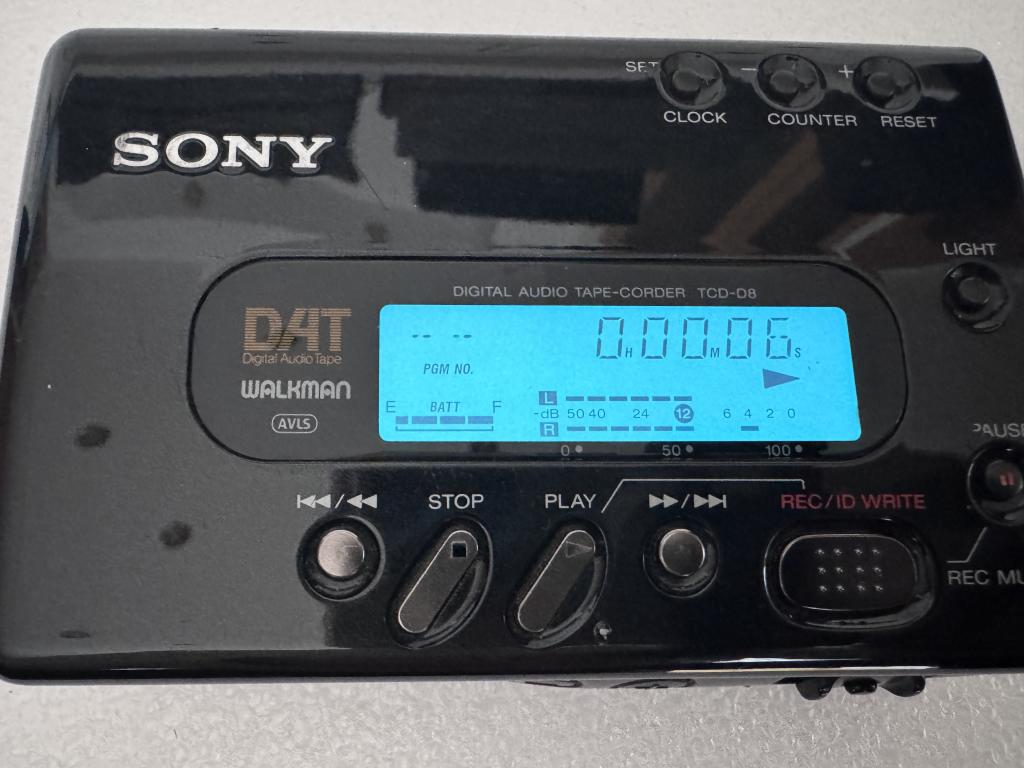 SET − +
CLOCK COUNTER RESET
SONY
LIGHT
DIGITAL AUDIO TAPE-CORDER TCD-D8
DAT
Digital Audio Tape
WALKMAN
AVLS
-- -- 0H00M06S
PGM NO.
E BATT F
L
-dB 50 40 24 12 6 4 2 0
R
0 50 100
PAUSE
STOP PLAY REC/ID WRITE
REC MU